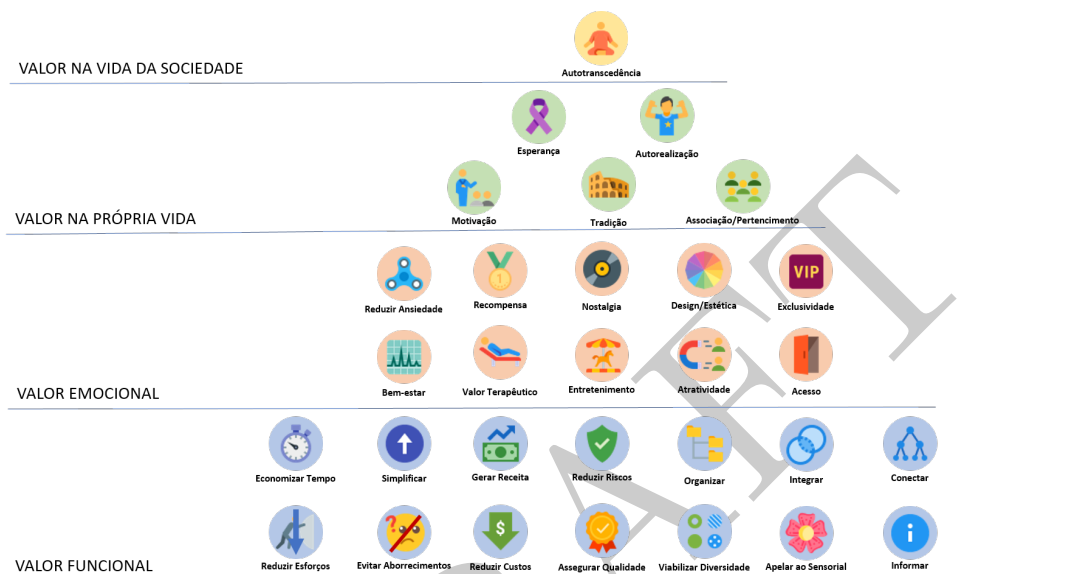 Autotranscedência
VALOR NA VIDA DA SOCIEDADE
Esperança
Autorealização
Motivação
Tradição
Associação/Pertencimento
VALOR NA PRÓPRIA VIDA
1
VIP
Reduzir Ansiedade
Recompensa
Nostalgia
Design/Estética
Exclusividade
Bem-estar
Valor Terapêutico
Entretenimento
Atratividade
Acesso
VALOR EMOCIONAL
Economizar Tempo
Simplificar
Gerar Receita
Reduzir Riscos
Organizar
Integrar
Conectar
?
$
i
Reduzir Esforços
Evitar Aborrecimentos
Reduzir Custos
Assegurar Qualidade
Viabilizar Diversidade
Apelar ao Sensorial
Informar
VALOR FUNCIONAL
AFT